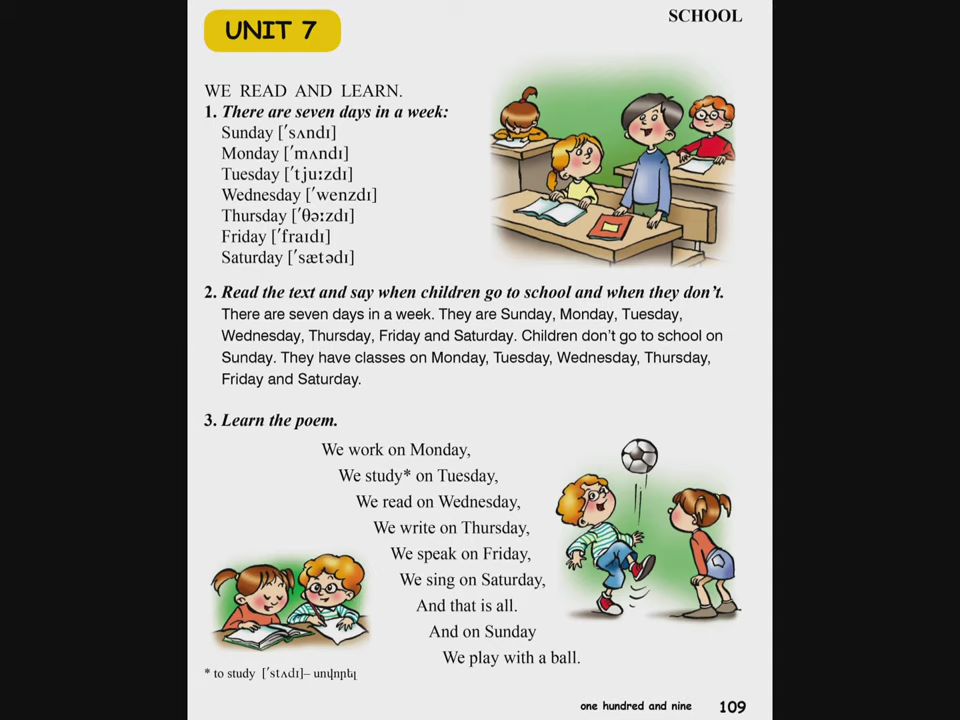 UNIT 7
SCHOOL
WE READ AND LEARN.
1. There are seven days in a week:
Sunday [ˈsʌndɪ]
Monday [ˈmʌndɪ]
Tuesday [ˈtjuːzdɪ]
Wednesday [ˈwenzdɪ]
Thursday [ˈθəːzdɪ]
Friday [ˈfraɪdɪ]
Saturday [ˈsætədɪ]
2. Read the text and say when children go to school and when they don’t.
There are seven days in a week. They are Sunday, Monday, Tuesday,
Wednesday, Thursday, Friday and Saturday. Children don’t go to school on
Sunday. They have classes on Monday, Tuesday, Wednesday, Thursday,
Friday and Saturday.
3. Learn the poem.
We work on Monday,
We study* on Tuesday,
We read on Wednesday,
We write on Thursday,
We speak on Friday,
We sing on Saturday,
And that is all.
And on Sunday
We play with a ball.
* to study [ˈstʌdɪ]– սովորել
one hundred and nine 109